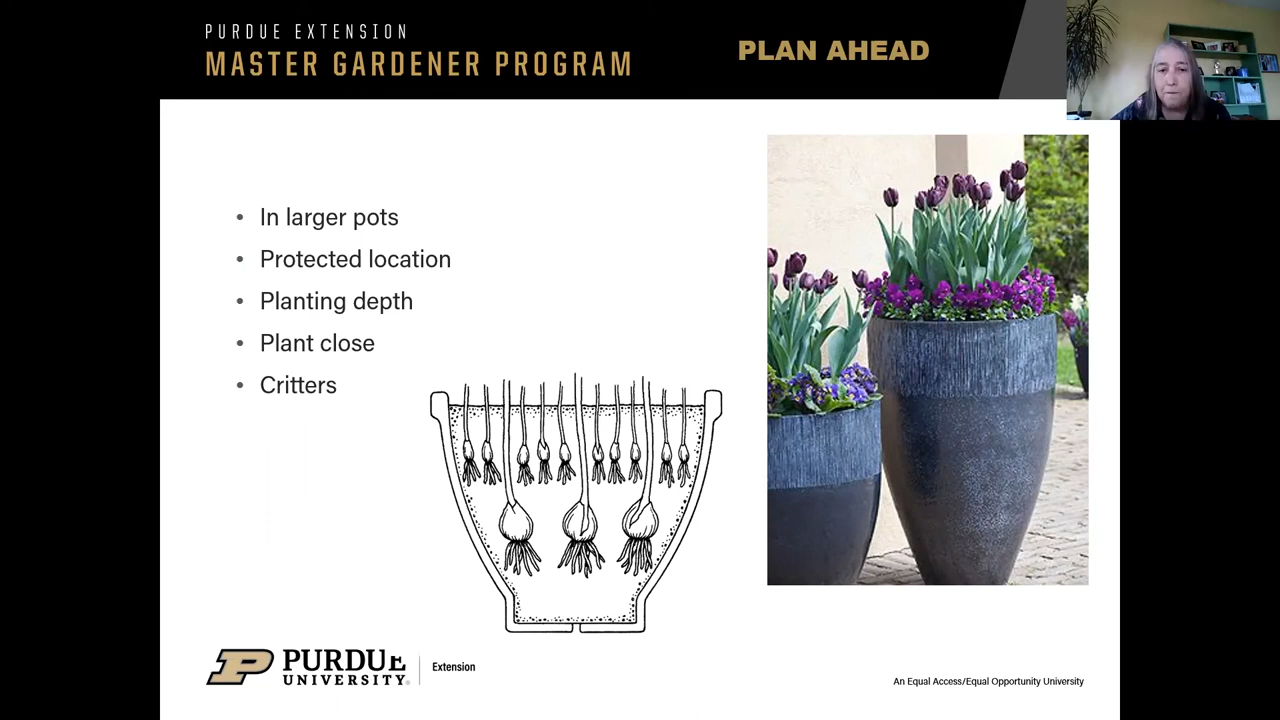 PURDUE EXTENSION
MASTER GARDENER PROGRAM
PLAN AHEAD
• In larger pots
• Protected location
• Planting depth
• Plant close
• Critters
PURDUE
UNIVERSITY®
Extension
An Equal Access/Equal Opportunity University